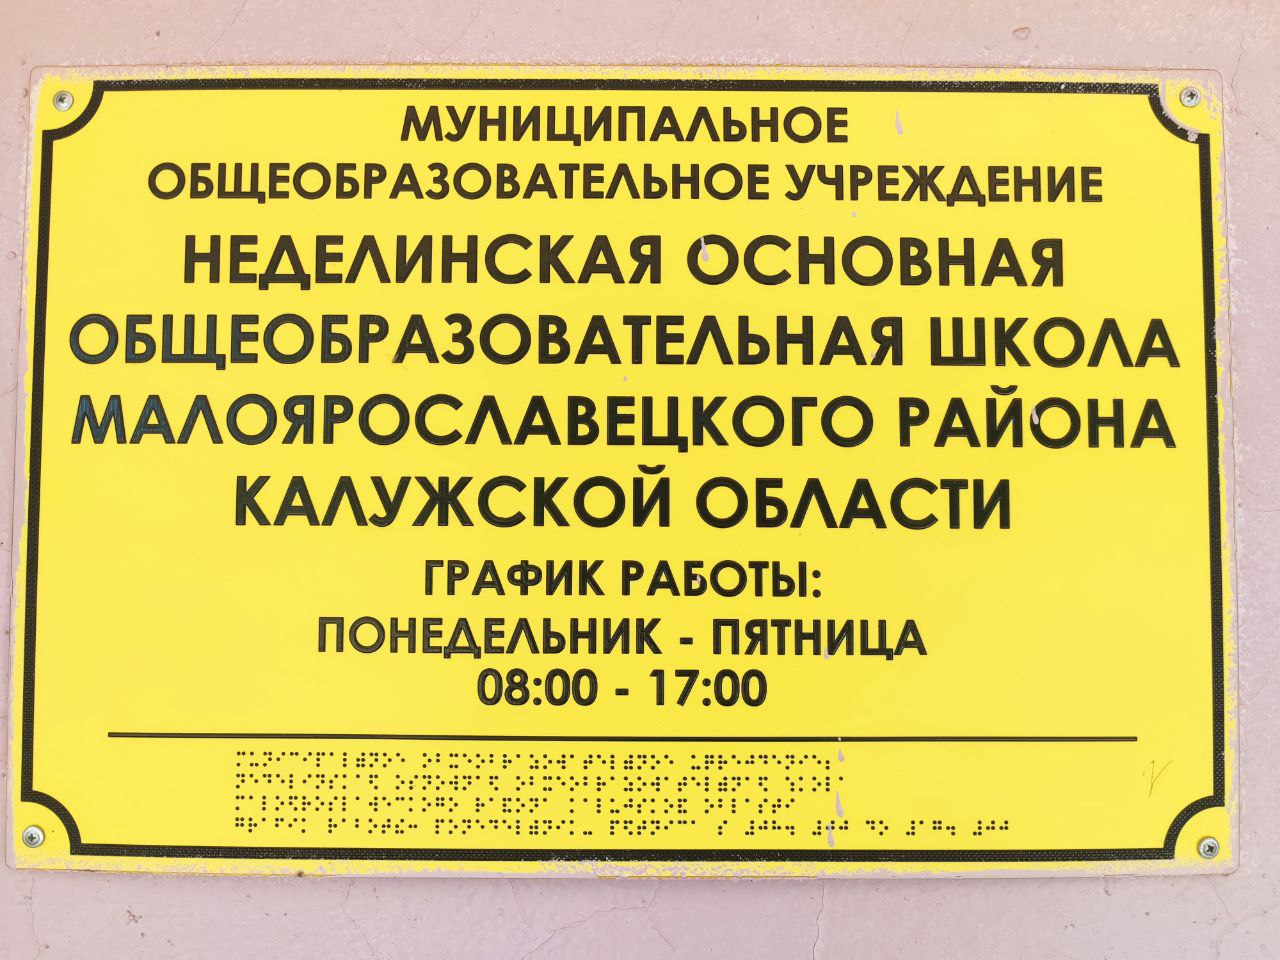 МУНИЦИПАЛЬНОЕ
ОБЩЕОБРАЗОВАТЕЛЬНОЕ УЧРЕЖДЕНИЕ
НЕДЕЛИНСКАЯ ОСНОВНАЯ
ОБЩЕОБРАЗОВАТЕЛЬНАЯ ШКОЛА
МАЛОЯРОСЛАВЕЦКОГО РАЙОНА
КАЛУЖСКОЙ ОБЛАСТИ
ГРАФИК РАБОТЫ:
ПОНЕДЕЛЬНИК - ПЯТНИЦА
08:00 - 17:00